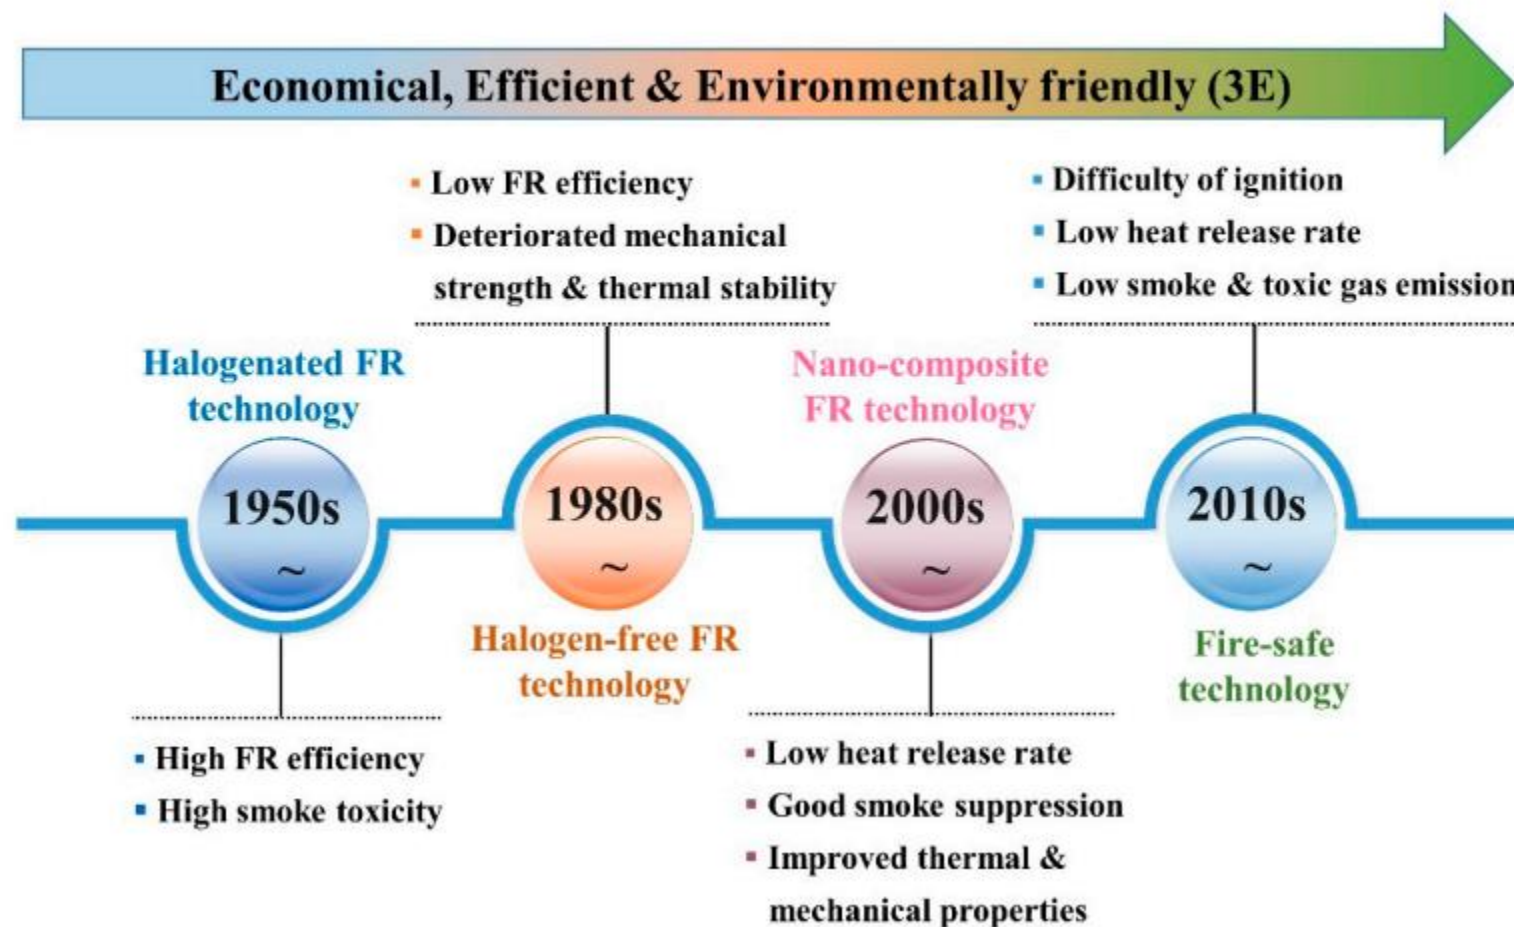 Economical, Efficient & Environmentally friendly (3E)
▪ Low FR efficiency
▪ Deteriorated mechanical
strength & thermal stability
▪ Difficulty of ignition
▪ Low heat release rate
▪ Low smoke & toxic gas emission
Halogenated FR
technology
Nano-composite
FR technology
1950s
~
1980s
~
2000s
~
2010s
~
Halogen-free FR
technology
Fire-safe
technology
▪ High FR efficiency
▪ High smoke toxicity
▪ Low heat release rate
▪ Good smoke suppression
▪ Improved thermal &
mechanical properties